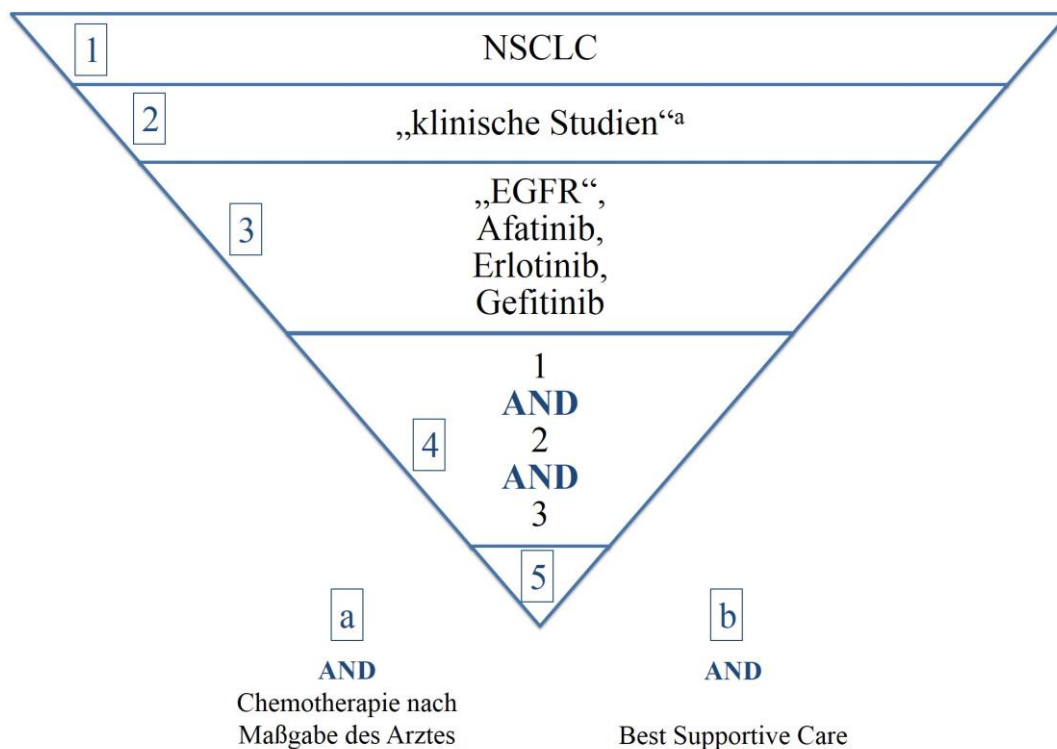 1
NSCLC
2
„klinische Studien“ᵃ
3
„EGFR“,
Afatinib,
Erlotinib,
Gefitinib
4
1
AND
2
AND
3
5
a
AND
Chemotherapie nach
Maßgabe des Arztes
b
AND
Best Supportive Care